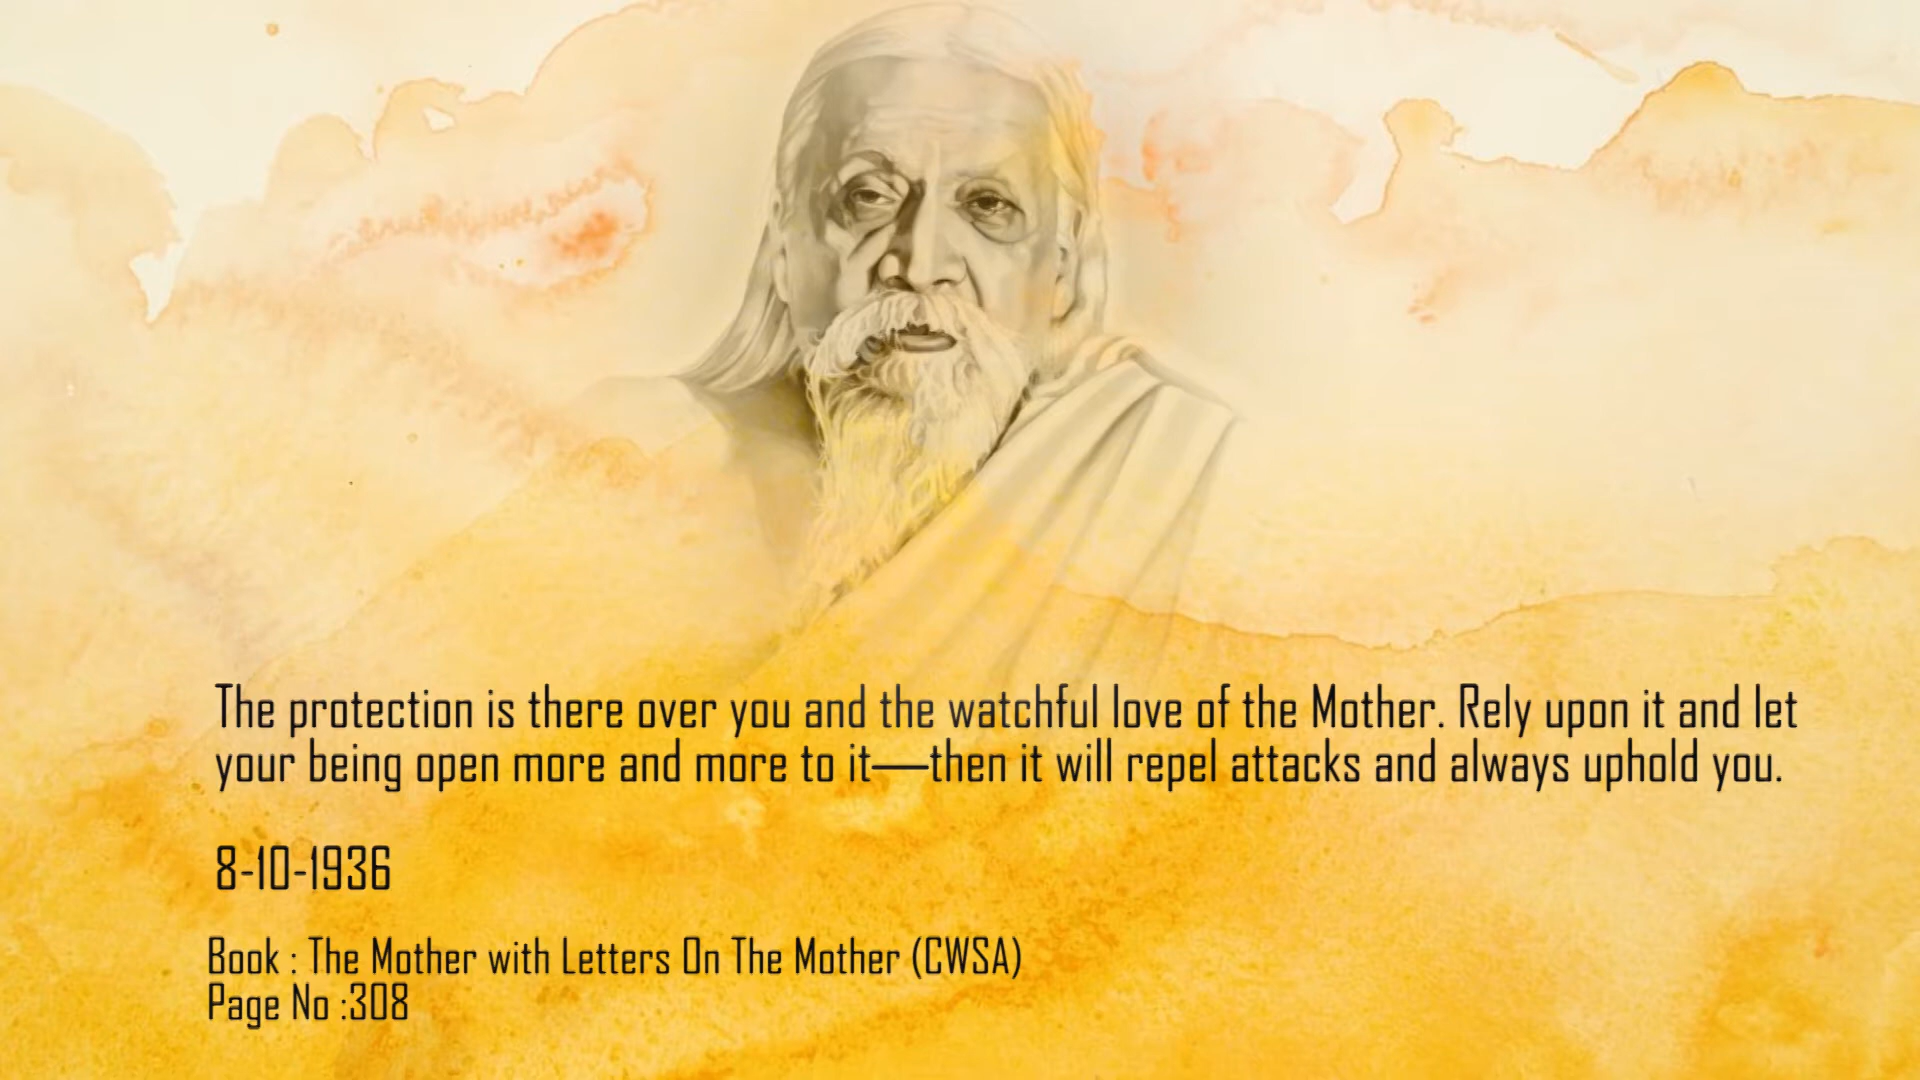 The protection is there over you and the watchful love of the Mother. Rely upon it and let
your being open more and more to it—then it will repel attacks and always uphold you.
8-10-1936
Book : The Mother with Letters On The Mother (CWSA)
Page No :308